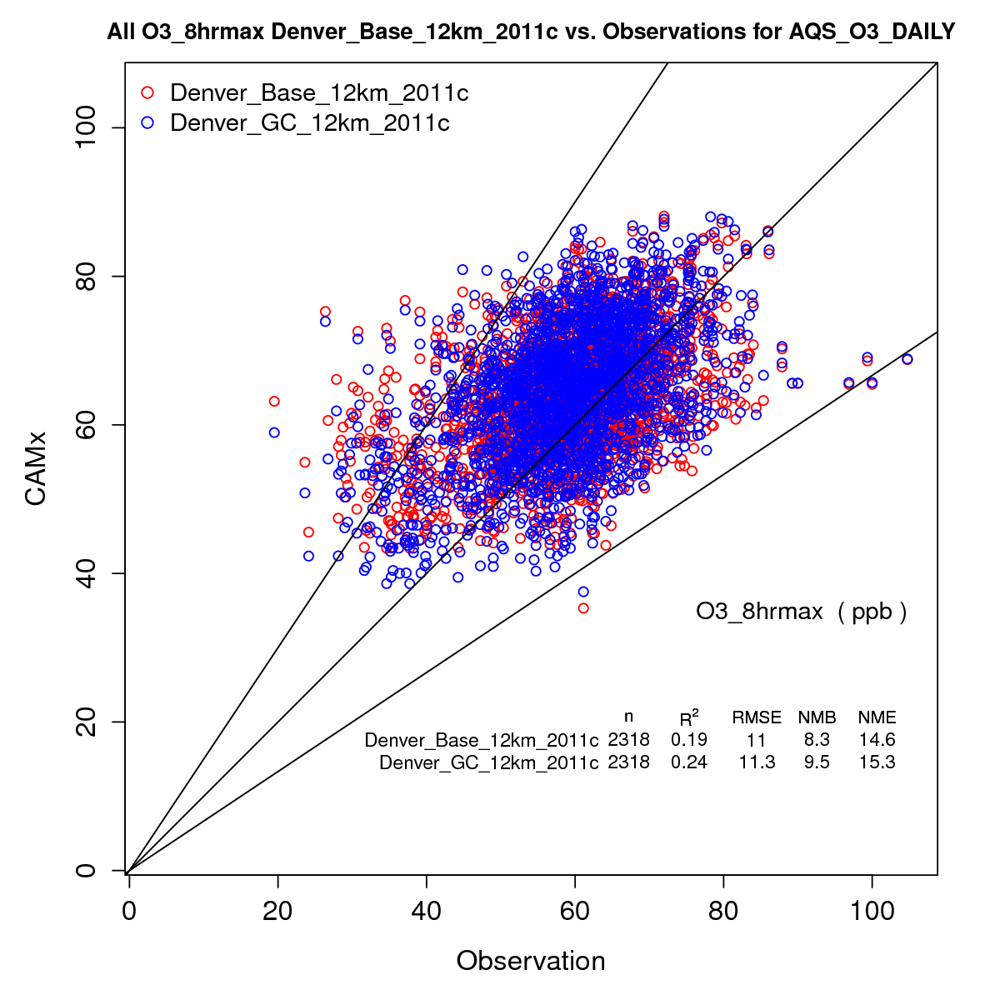 All O3_8hrmax Denver_Base_12km_2011c vs. Observations for AQS_O3_DAILY
Denver_Base_12km_2011c
Denver_GC_12km_2011c
100
80
60
40
20
0
CAMx
O3_8hrmax ( ppb )
n R² RMSE NMB NME
Denver_Base_12km_2011c 2318 0.19 11 8.3 14.6
Denver_GC_12km_2011c 2318 0.24 11.3 9.5 15.3
0 20 40 60 80 100
Observation